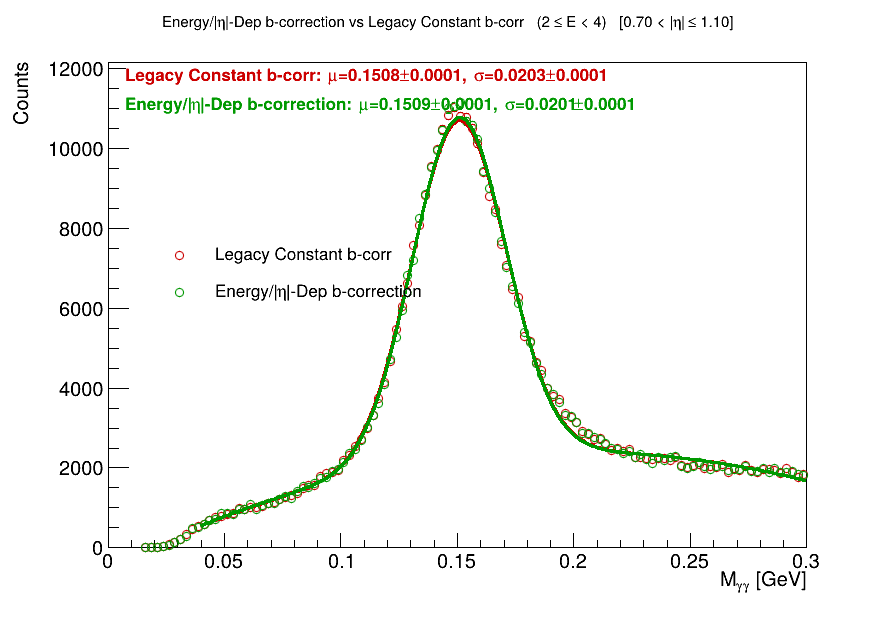 Energy/|η|-Dep b-correction vs Legacy Constant b-corr (2 ≤ E < 4) [0.70 < |η| ≤ 1.10]
Counts
Legacy Constant b-corr: μ=0.1508±0.0001, σ=0.0203±0.0001
Energy/|η|-Dep b-correction: μ=0.1509±0.0001, σ=0.0201±0.0001
12000
10000
8000
6000
4000
2000
0
Legacy Constant b-corr
Energy/|η|-Dep b-correction
0 0.05 0.1 0.15 0.2 0.25 0.3
Mγγ [GeV]